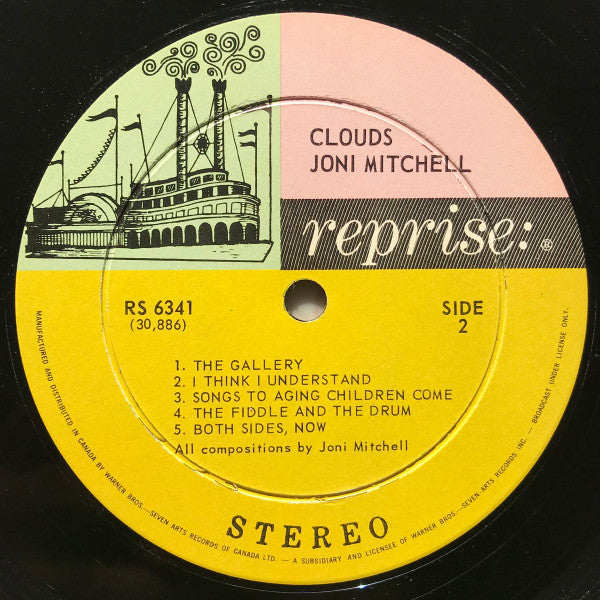 CLOUDS
JONI MITCHELL
reprise:®
RS 6341
(30,886)
SIDE
2
1. THE GALLERY
2. I THINK I UNDERSTAND
3. SONGS TO AGING CHILDREN COME
4. THE FIDDLE AND THE DRUM
5. BOTH SIDES, NOW
All compositions by Joni Mitchell
STEREO
MANUFACTURED AND DISTRIBUTED IN CANADA BY WARNER BROS.—SEVEN ARTS RECORDS OF CANADA LTD. — A SUBSIDIARY AND LICENSEE OF WARNER BROS.—SEVEN ARTS RECORDS INC. — BROADCAST UNDER LICENSE ONLY.